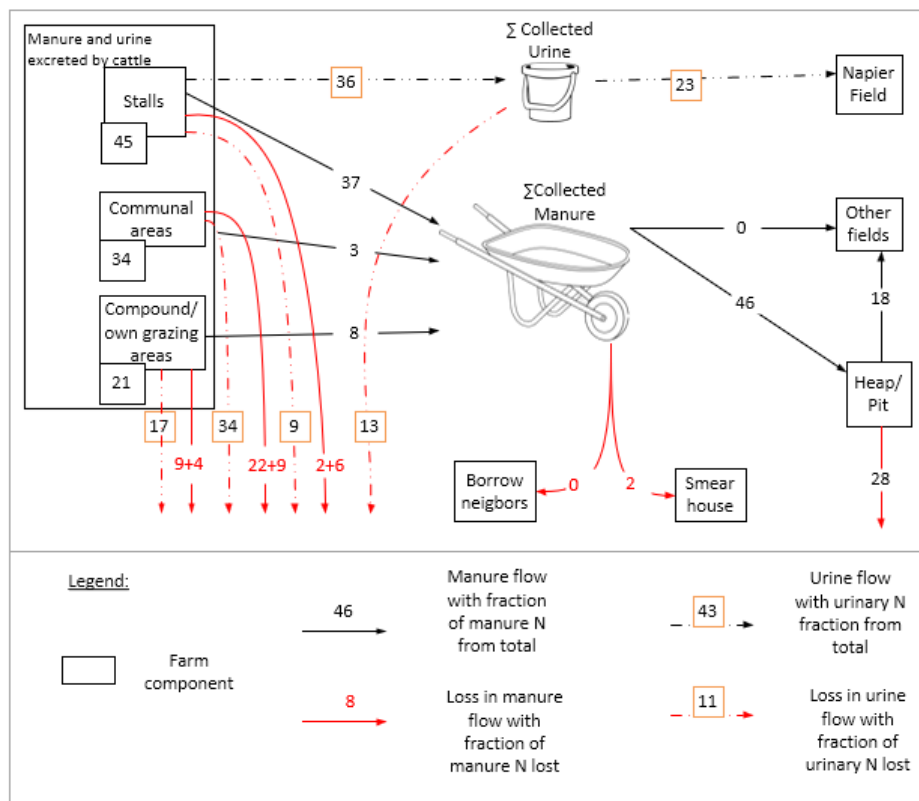 Manure and urine
excreted by cattle
Stalls
45
Communal
areas
34
Compound/
own grazing
areas
21
36
∑ Collected
Urine
23
Napier
Field
37
3
8
∑Collected
Manure
0
Other
fields
46
18
Heap/
Pit
28
17
34
9
13
9+4
22+9
2+6
Borrow
neigbors
0
2
Smear
house
Legend:
Farm
component
46
Manure flow
with fraction
of manure N
from total
43
Urine flow
with urinary N
fraction from
total
8
Loss in manure
flow with
fraction of
manure N lost
11
Loss in urine
flow with
fraction of
urinary N lost